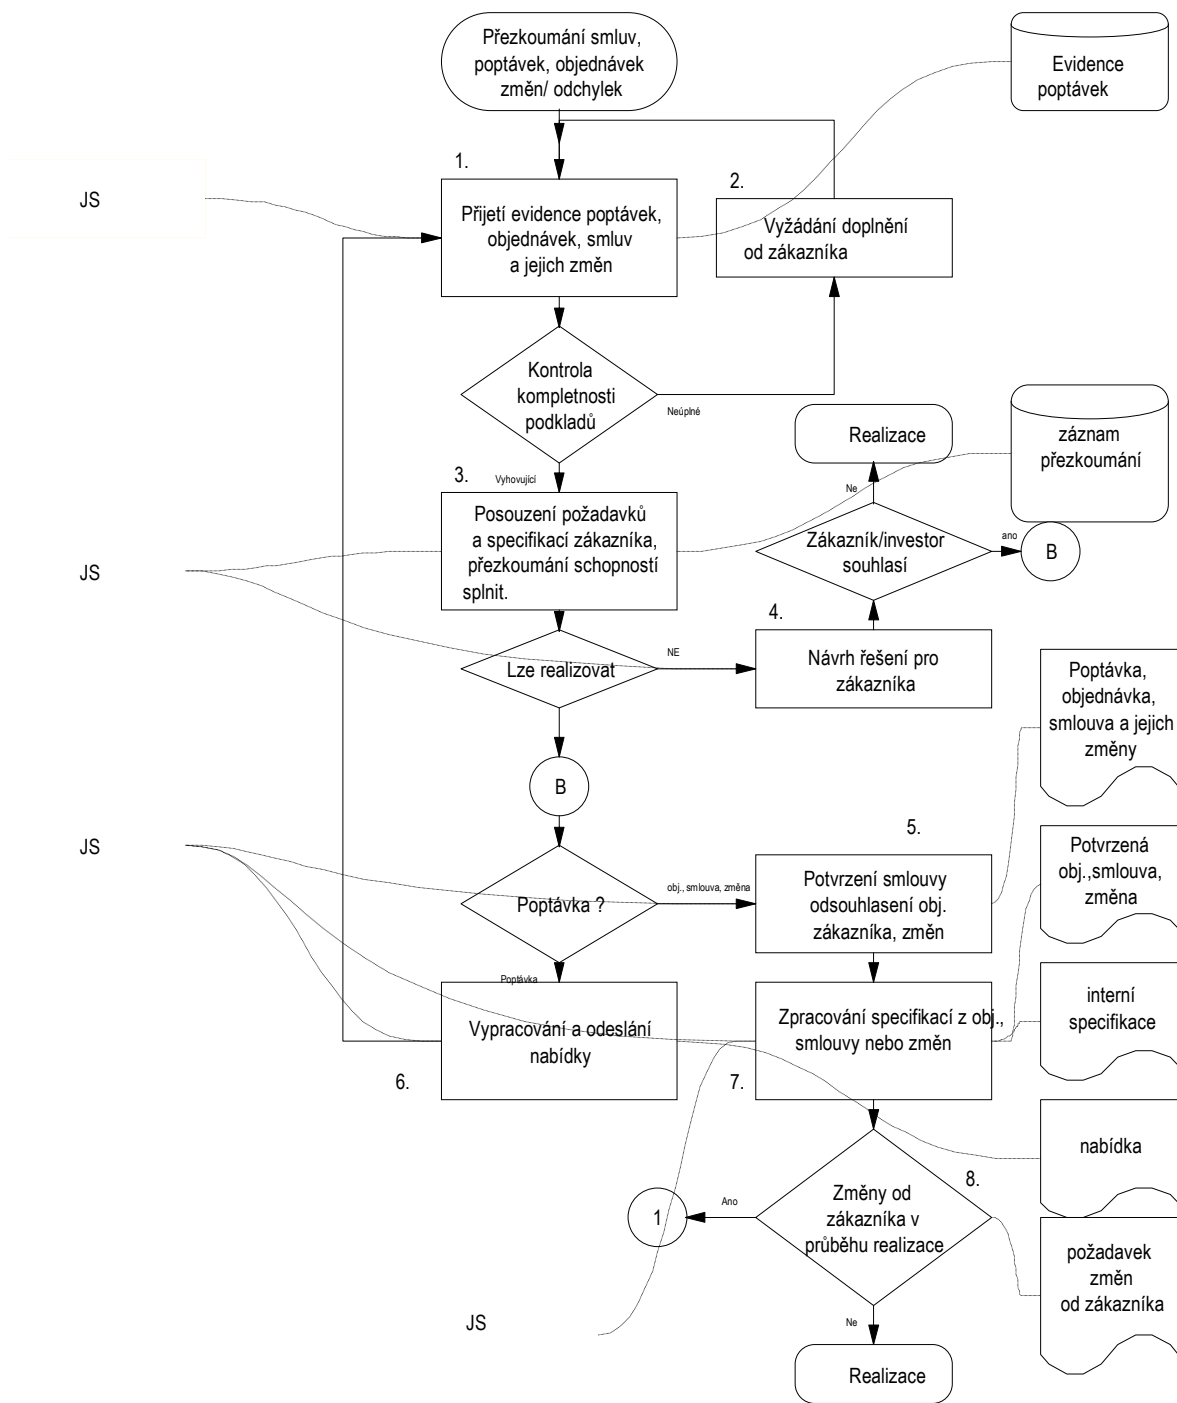 Přezkoumání smluv,
poptávek, objednávek
změn/ odchylek
Evidence
poptávek
1.
2.
JS
Přijetí evidence poptávek,
objednávek, smluv
a jejich změn
Vyžádání doplnění
od zákazníka
Kontrola
kompletnosti
podkladů
Neúplné
Realizace
záznam
přezkoumání
3.
Vyhovující
Ne
Posouzení požadavků
a specifikací zákazníka,
přezkoumání schopností
splnit.
Zákazník/investor
souhlasí
ano
B
JS
4.
Lze realizovat
NE
Návrh řešení pro
zákazníka
Poptávka,
objednávka,
smlouva a jejich
změny
B
5.
JS
Potvrzená
obj.,smlouva,
změna
Poptávka ?
obj., smlouva, změna
Potvrzení smlouvy
odsouhlasení obj.
zákazníka, změn
Poptávka
Vypracování a odeslání
nabídky
Zpracování specifikací z obj.,
smlouvy nebo změn
interní
specifikace
6.
7.
nabídka
8.
1
Ano
Změny od
zákazníka v
průběhu realizace
požadavek
změn
od zákazníka
JS
Ne
Realizace